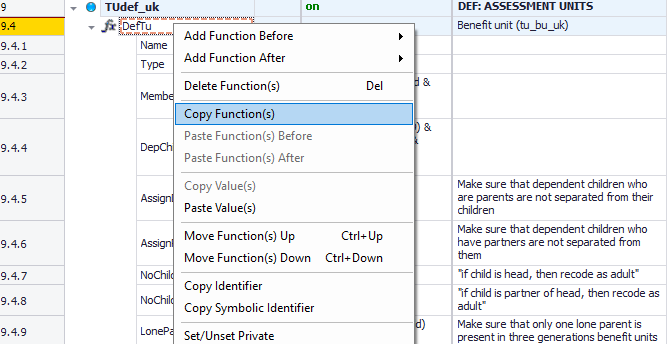 9 TUdef_uk on DEF: ASSESSMENT UNITS
9.4 fx DefTu Benefit unit (tu_bu_uk)
9.4.1 Name
9.4.2 Type
9.4.3 Membe &
9.4.4 DepCh ) &
&
9.4.5 Assign Make sure that dependent children who
are parents are not separated from their
children
9.4.6 Assign Make sure that dependent children who
have partners are not separated from
them
9.4.7 NoChil "if child is head, then recode as adult"
9.4.8 NoChil "if child is partner of head, then recode as
adult"
9.4.9 LonePa ) Make sure that only one lone parent is
present in three generations benefit units
Add Function Before
Add Function After
Delete Function(s) Del
Copy Function(s)
Paste Function(s) Before
Paste Function(s) After
Copy Value(s)
Paste Value(s)
Move Function(s) Up Ctrl+Up
Move Function(s) Down Ctrl+Down
Copy Identifier
Copy Symbolic Identifier
Set/Unset Private